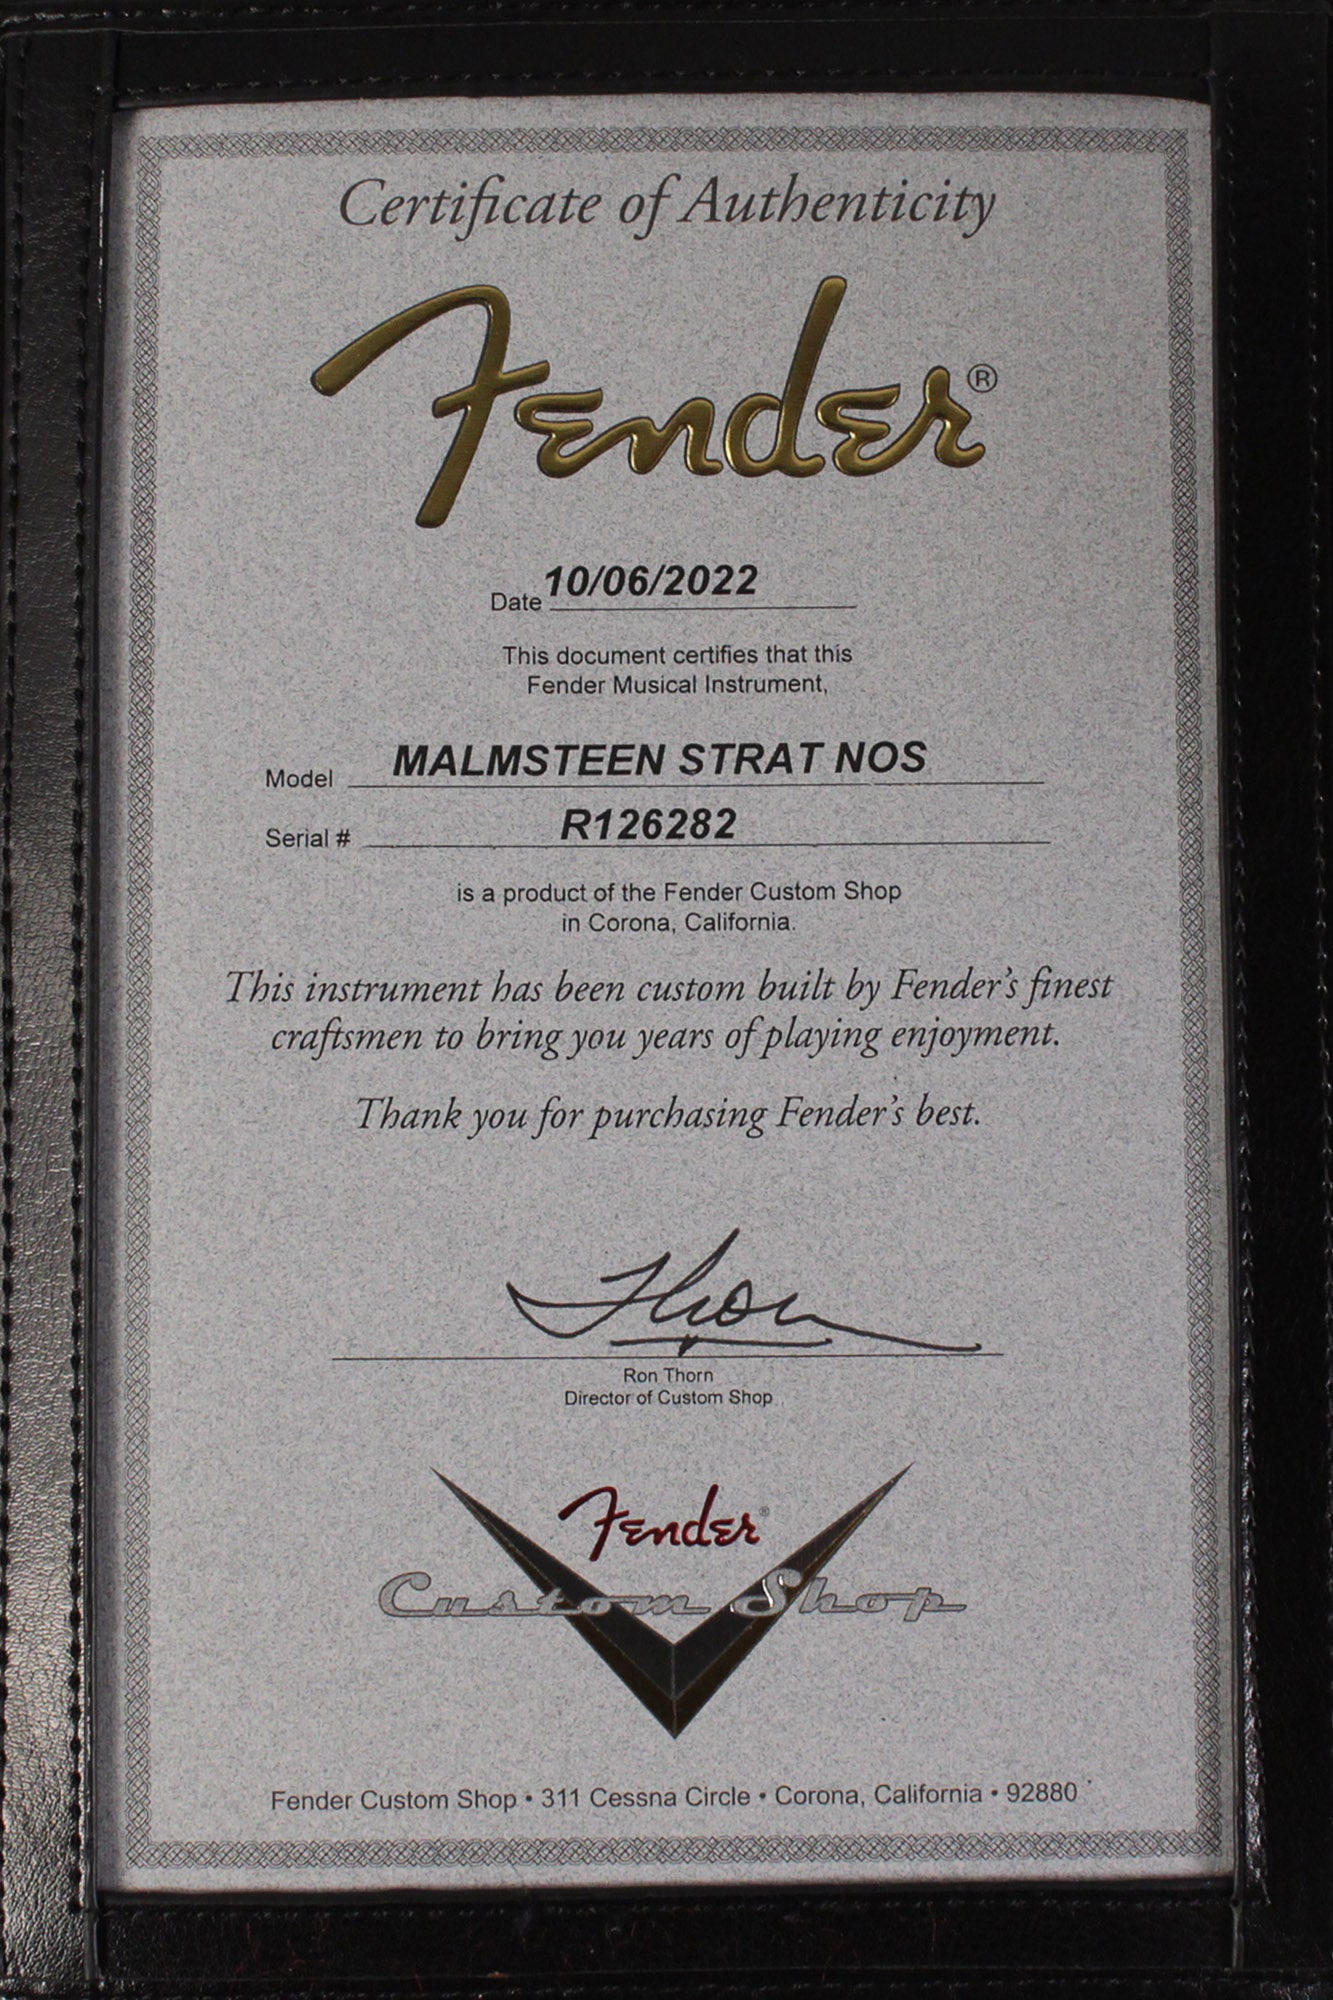 Certificate of Authenticity
Fender®
Date 10/06/2022
This document certifies that this
Fender Musical Instrument,
Model MALMSTEEN STRAT NOS
Serial # R126282
is a product of the Fender Custom Shop
in Corona, California.
This instrument has been custom built by Fender's finest
craftsmen to bring you years of playing enjoyment.
Thank you for purchasing Fender's best.
Thorn
Ron Thorn
Director of Custom Shop
Fender®
Custom Shop
Fender Custom Shop • 311 Cessna Circle • Corona, California • 92880